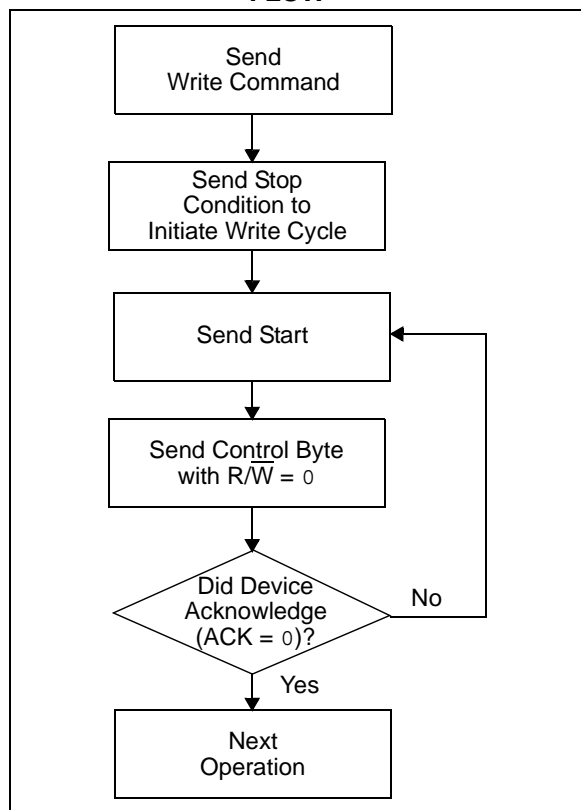 FLOW
Send
Write Command
Send Stop
Condition to
Initiate Write Cycle
Send Start
Send Control Byte
with R/W̅ = 0
Did Device
Acknowledge
(ACK = 0)?
No
Yes
Next
Operation